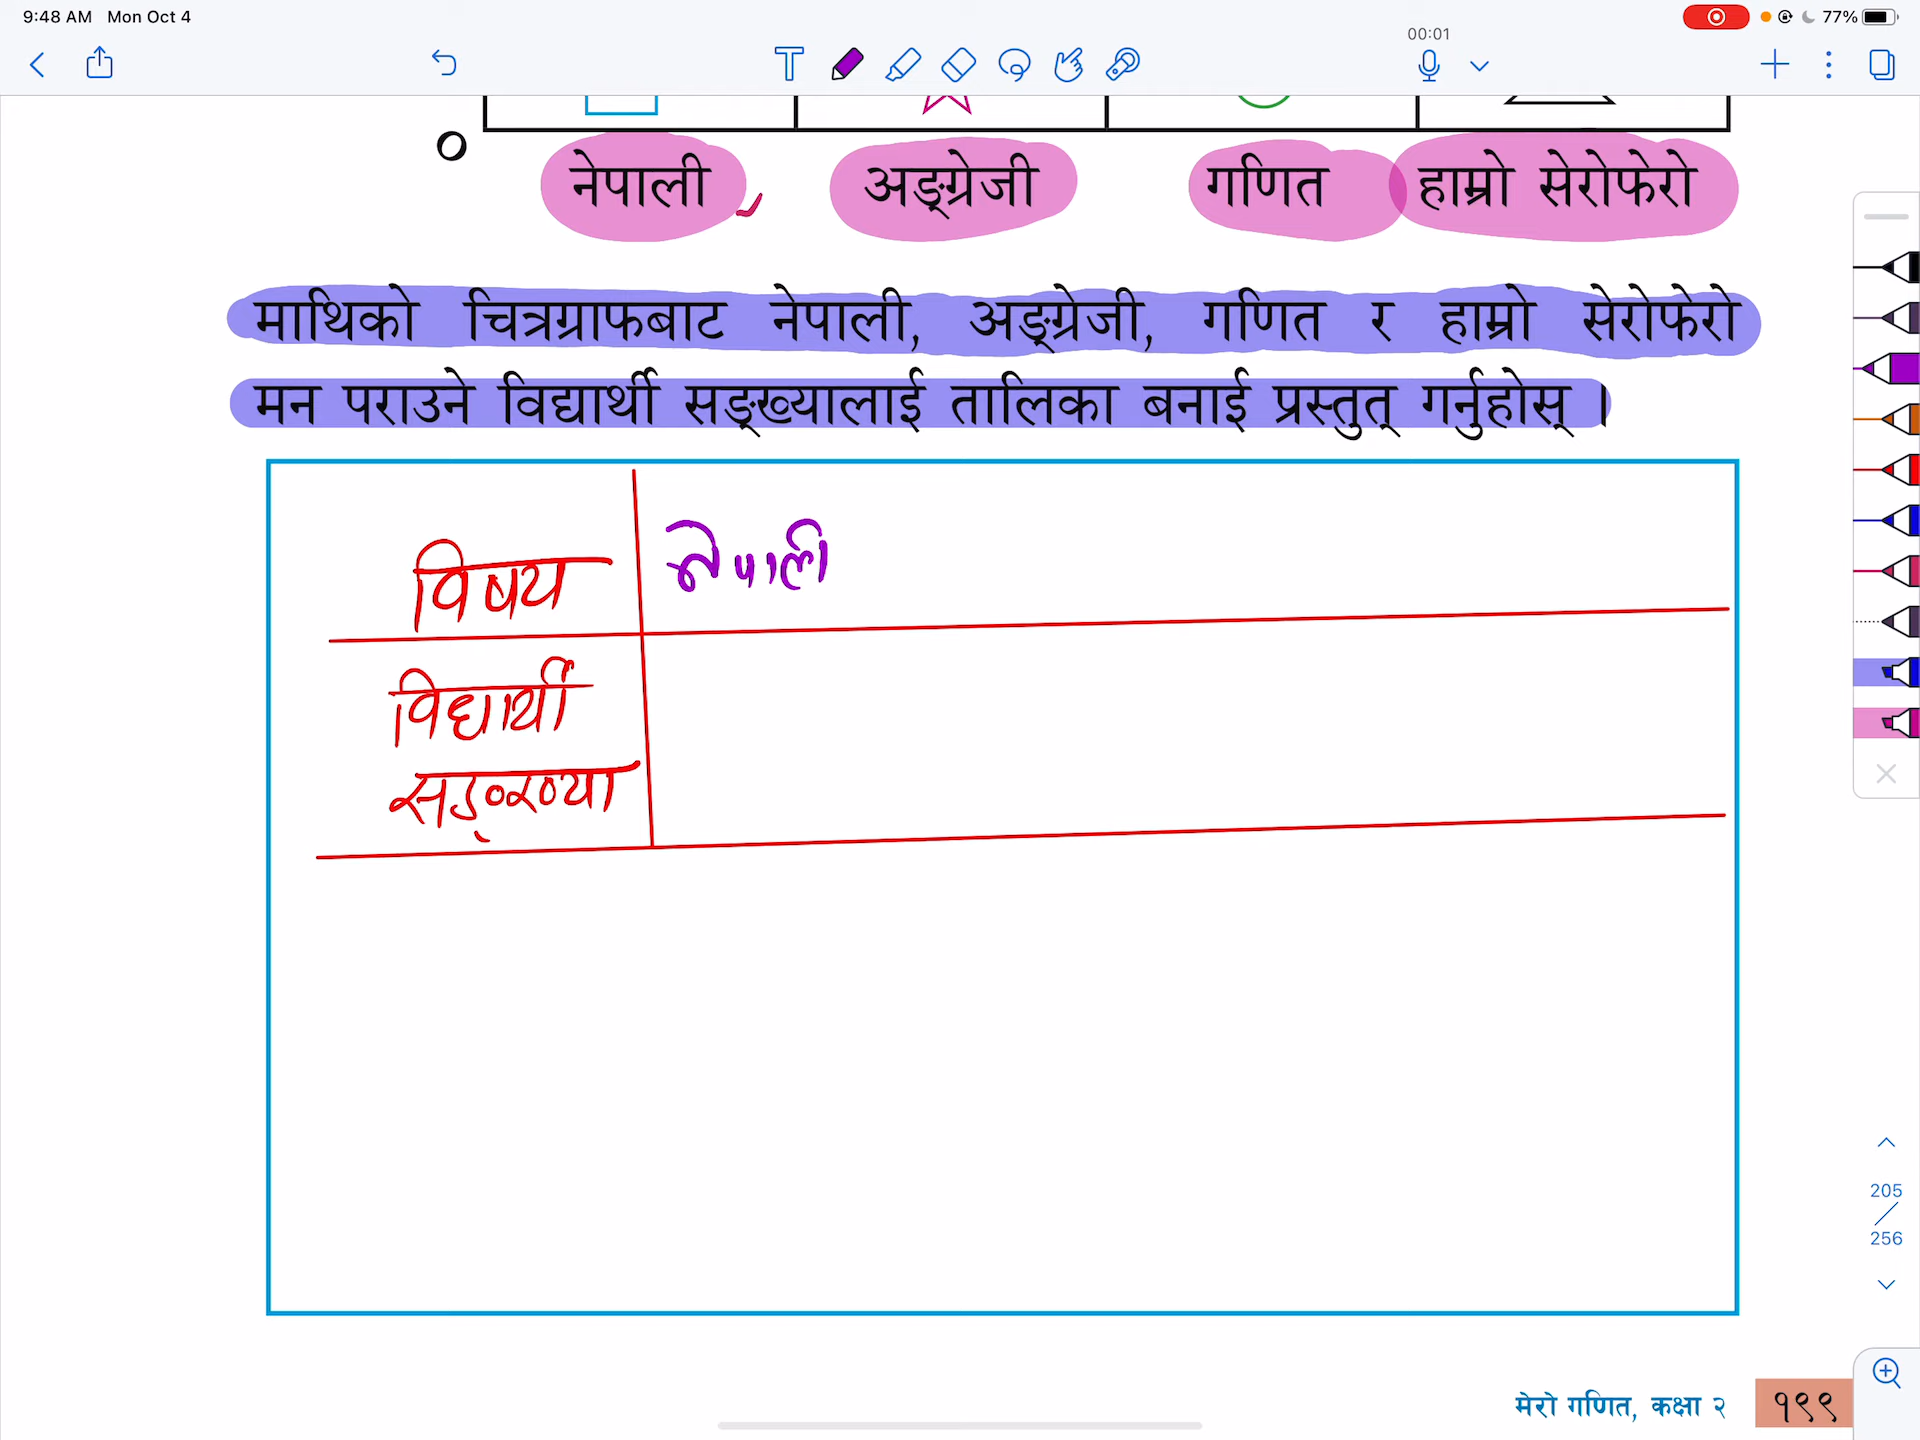 9:48 AM Mon Oct 4
77%
00:01
T
० नेपाली अङ्ग्रेजी गणित हाम्रो सेरोफेरो
माथिको चित्रग्राफबाट नेपाली, अङ्ग्रेजी, गणित र हाम्रो सेरोफेरो
मन पराउने विद्यार्थी सङ्ख्यालाई तालिका बनाई प्रस्तुत् गर्नुहोस् ।
विषय नेपाली
विद्यार्थी
सङ्ख्या
205
/
256
मेरो गणित, कक्षा २ १९९